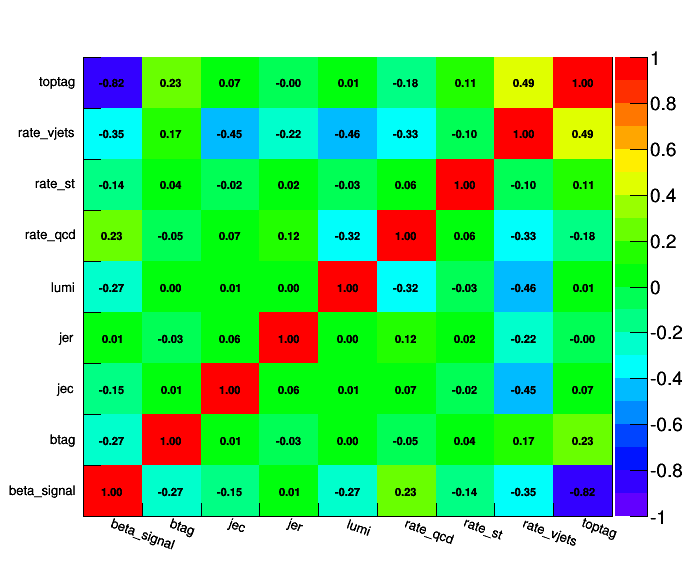 toptag -0.82 0.23 0.07 -0.00 0.01 -0.18 0.11 0.49 1.00
rate_vjets -0.35 0.17 -0.45 -0.22 -0.46 -0.33 -0.10 1.00 0.49
rate_st -0.14 0.04 -0.02 0.02 -0.03 0.06 1.00 -0.10 0.11
rate_qcd 0.23 -0.05 0.07 0.12 -0.32 1.00 0.06 -0.33 -0.18
lumi -0.27 0.00 0.01 0.00 1.00 -0.32 -0.03 -0.46 0.01
jer 0.01 -0.03 0.06 1.00 0.00 0.12 0.02 -0.22 -0.00
jec -0.15 0.01 1.00 0.06 0.01 0.07 -0.02 -0.45 0.07
btag -0.27 1.00 0.01 -0.03 0.00 -0.05 0.04 0.17 0.23
beta_signal 1.00 -0.27 -0.15 0.01 -0.27 0.23 -0.14 -0.35 -0.82
beta_signal btag jec jer lumi rate_qcd rate_st rate_vjets toptag
1
0.8
0.6
0.4
0.2
0
-0.2
-0.4
-0.6
-0.8
-1